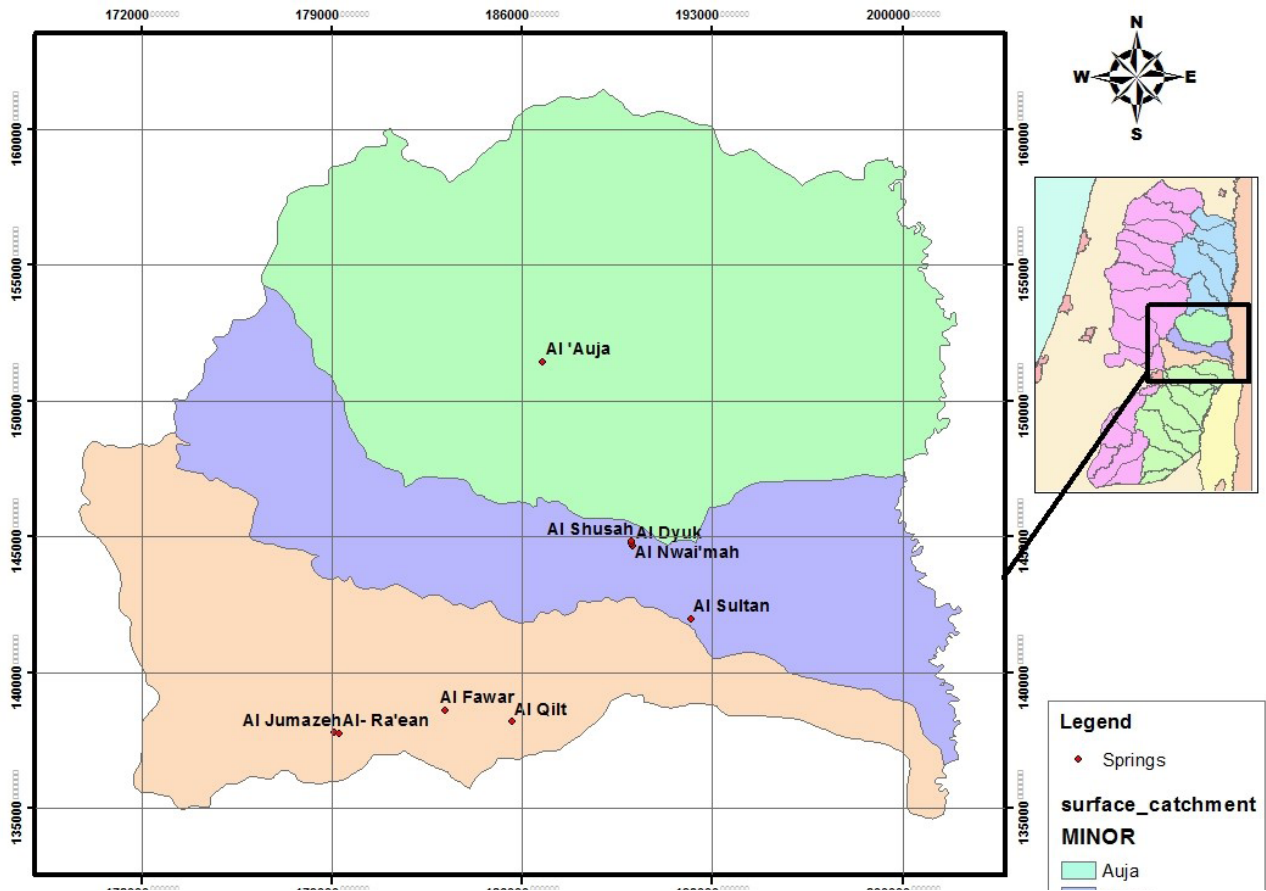 172000 179000 186000 193000 200000
N
W E
S
160000 160000
155000 155000
Al 'Auja
150000 150000
Al Shusah Al Dyuk
145000 145000
Al Nwai'mah
Al Sultan
140000 140000
Al Fawar
Al Qilt
Al Jumazeh Al- Ra'ean
Legend
Springs
surface_catchment
MINOR
135000 135000
Auja